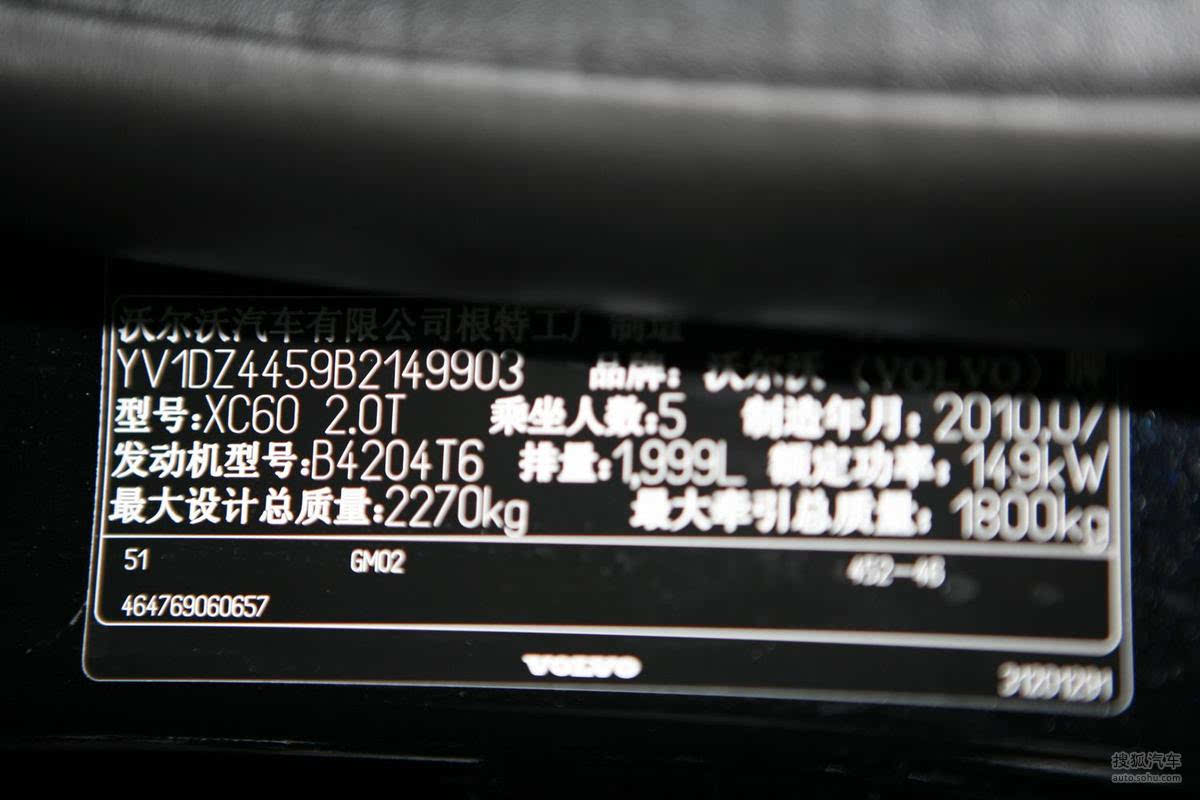 沃尔沃汽车有限公司根特工厂 制造
YV1DZ4459B2149903 品牌: 沃尔沃 (VOLVO) 牌
型号:XC60 2.0T 乘坐人数:5 制造年月: 2010.07
发动机型号:B4204T6 排量:1,999L 额定功率: 149kW
最大设计总质量:2270kg 最大牵引总质量: 1800kg
51 GM02 452-46
464769060657
VOLVO
31201291
搜狐汽车
auto.sohu.com